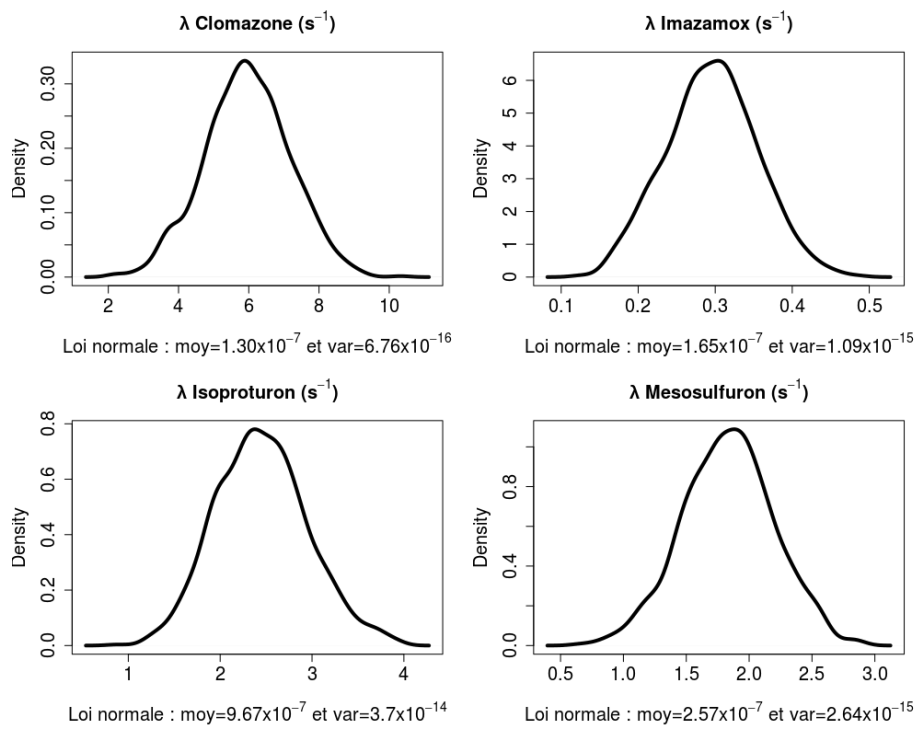 λ Clomazone (s⁻¹)
Density
0.00 0.10 0.20 0.30
2 4 6 8 10
Loi normale : moy=1.30x10⁻⁷ et var=6.76x10⁻¹⁶
λ Imazamox (s⁻¹)
Density
0 1 2 3 4 5 6
0.1 0.2 0.3 0.4 0.5
Loi normale : moy=1.65x10⁻⁷ et var=1.09x10⁻¹⁵
λ Isoproturon (s⁻¹)
Density
0.0 0.2 0.4 0.6 0.8
1 2 3 4
Loi normale : moy=9.67x10⁻⁷ et var=3.7x10⁻¹⁴
λ Mesosulfuron (s⁻¹)
Density
0.0 0.4 0.8
0.5 1.0 1.5 2.0 2.5 3.0
Loi normale : moy=2.57x10⁻⁷ et var=2.64x10⁻¹⁵